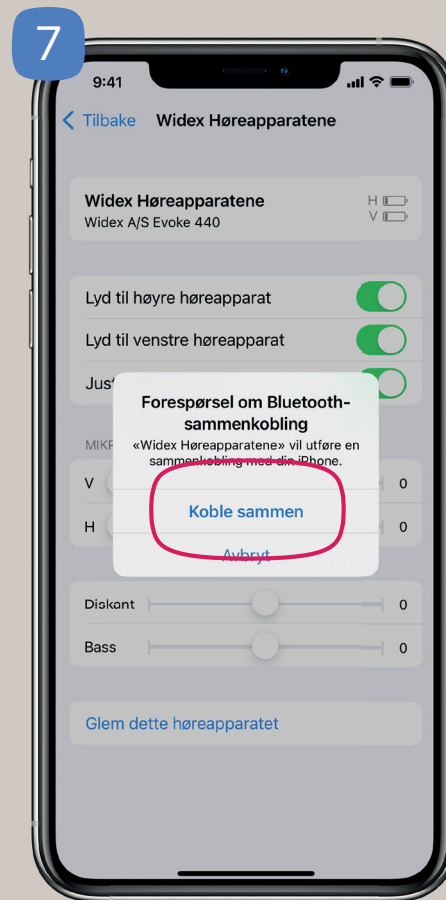 7
9:41
Tilbake Widex Høreapparatene
Widex Høreapparatene
Widex A/S Evoke 440
H
V
Lyd til høyre høreapparat
Lyd til venstre høreapparat
Just
Forespørsel om Bluetooth-
sammenkobling
«Widex Høreapparatene» vil utføre en
sammenkobling med din iPhone.
MIKR
V 0
Koble sammen
H 0
Avbryt
Diskant 0
Bass 0
Glem dette høreapparatet